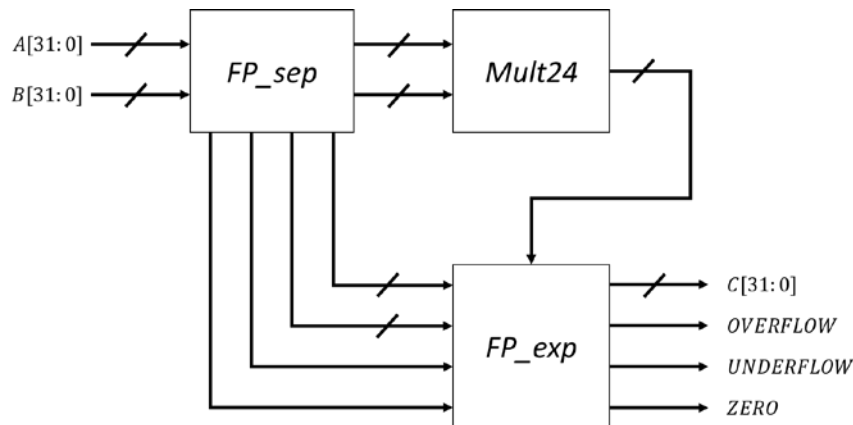 A[31:0]
B[31:0]
FP_sep
Mult24
FP_exp
C[31:0]
OVERFLOW
UNDERFLOW
ZERO